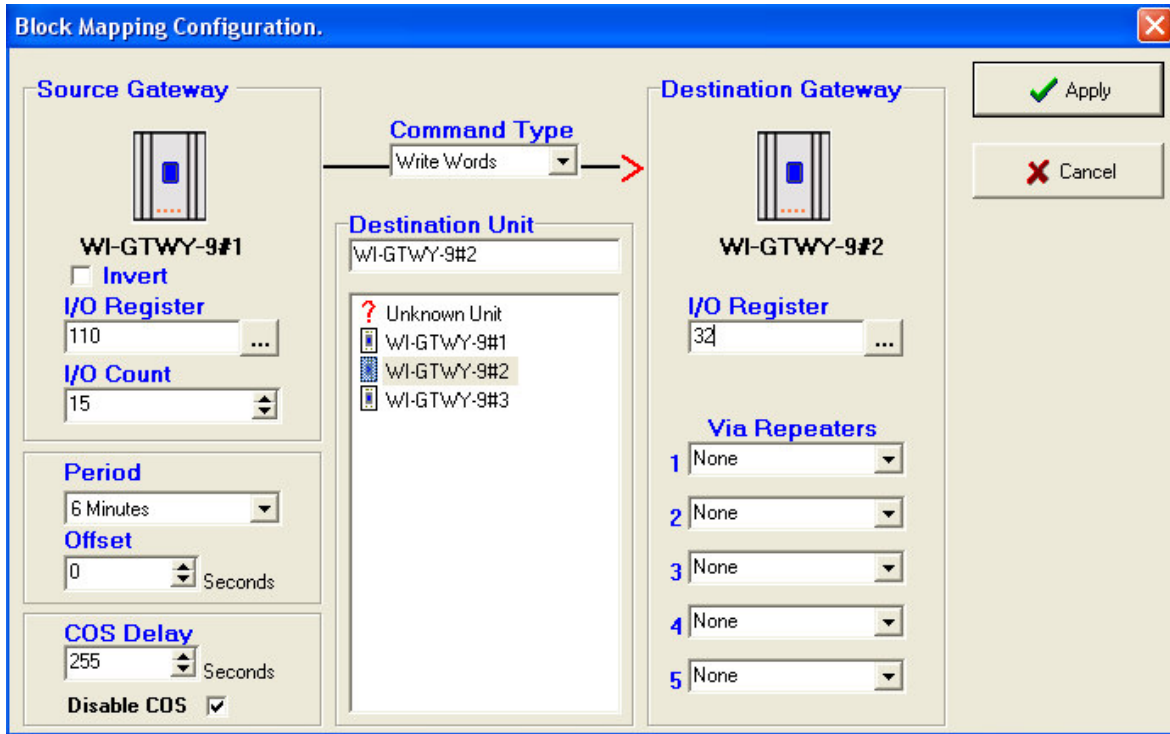 Block Mapping Configuration.
Source Gateway
WI-GTWY-9#1
Invert
I/O Register
110
...
I/O Count
15
Period
6 Minutes
Offset
0
Seconds
COS Delay
255
Seconds
Disable COS
Command Type
Write Words
Destination Unit
WI-GTWY-9#2
? Unknown Unit
WI-GTWY-9#1
WI-GTWY-9#2
WI-GTWY-9#3
Destination Gateway
WI-GTWY-9#2
I/O Register
32
...
Via Repeaters
1 None
2 None
3 None
4 None
5 None
Apply
Cancel